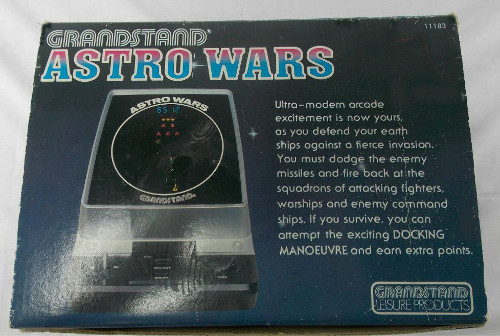 GRANDSTAND®
11183
ASTRO WARS
ASTRO WARS
GRANDSTAND®
Ultra-modern arcade
excitement is now yours,
as you defend your earth
ships against a fierce invasion.
You must dodge the enemy
missiles and fire back at the
squadrons of attacking fighters,
warships and enemy command
ships. If you survive, you can
attempt the exciting DOCKING
MANOEUVRE and earn extra points.
GRANDSTAND
LEISURE PRODUCTS